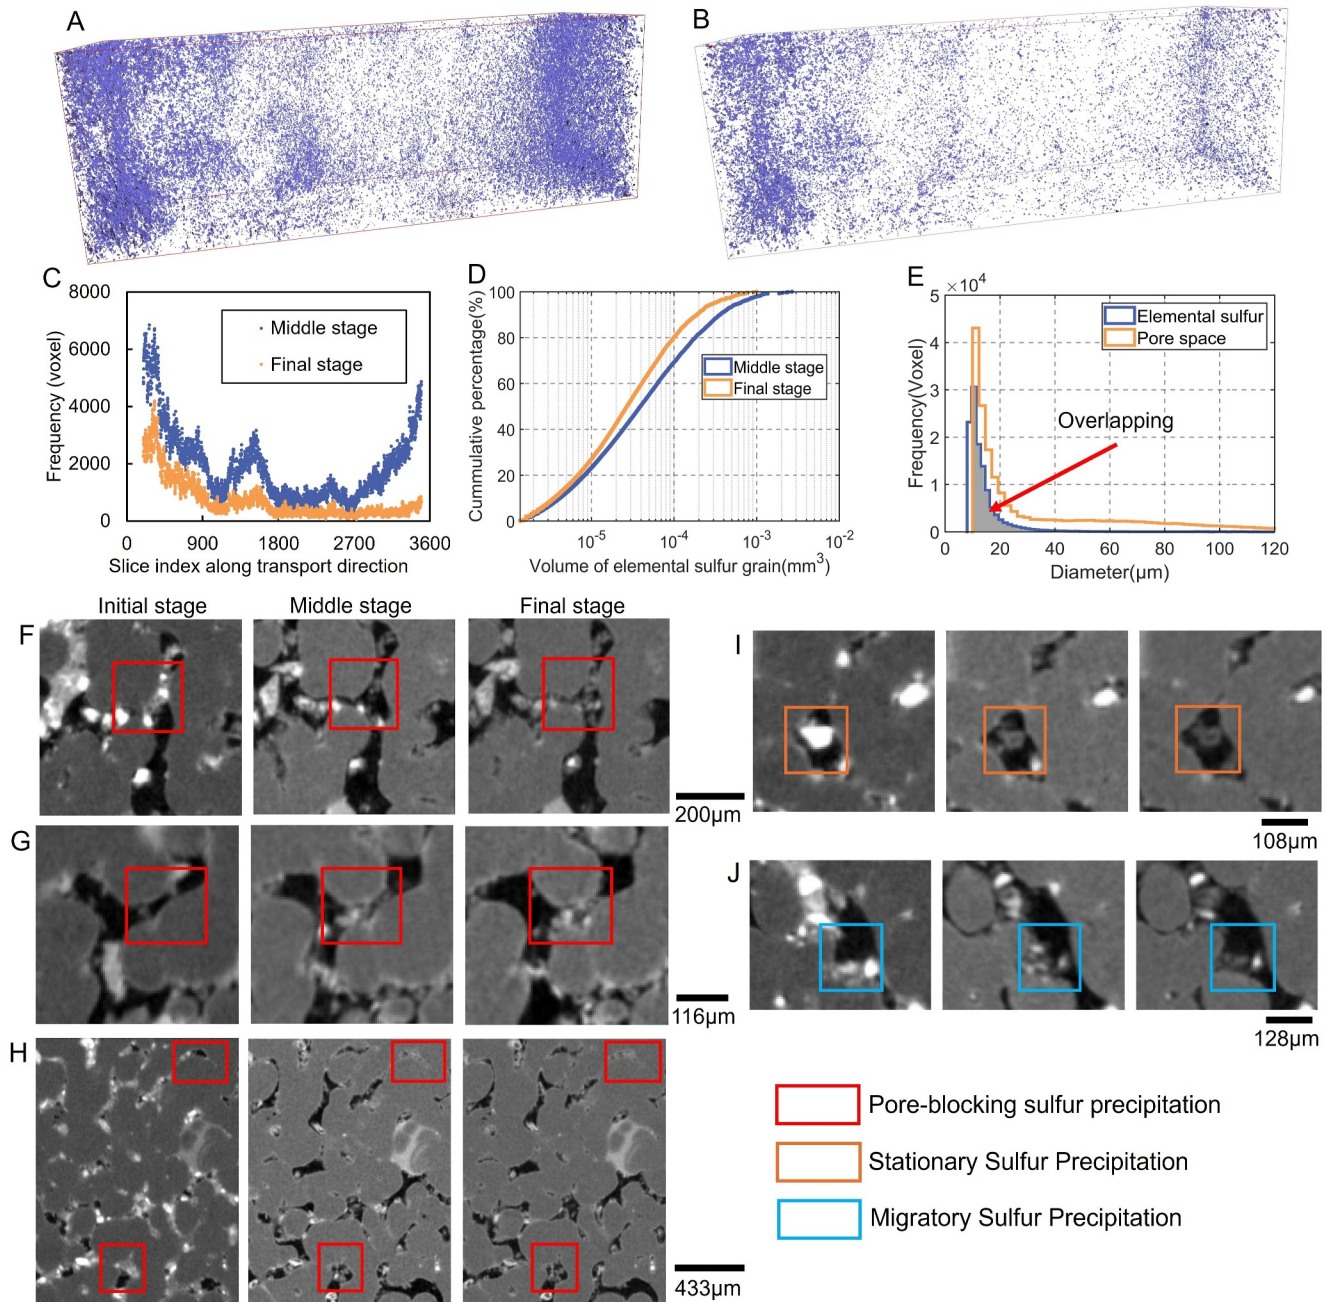 A
B
C
8000
6000
4000
2000
0
Frequency (voxel)
Middle stage
Final stage
0 900 1800 2700 3600
Slice index along transport direction
D
100
80
60
40
20
0
Cummulative percentage(%)
Middle stage
Final stage
10-5 10-4 10-3 10-2
Volume of elemental sulfur grain(mm3)
E
×104
5
4
3
2
1
0
Frequency(Voxel)
Elemental sulfur
Pore space
Overlapping
0 20 40 60 80 100 120
Diameter(μm)
Initial stage Middle stage Final stage
F
200μm
G
116μm
H
433μm
I
108μm
J
128μm
Pore-blocking sulfur precipitation
Stationary Sulfur Precipitation
Migratory Sulfur Precipitation